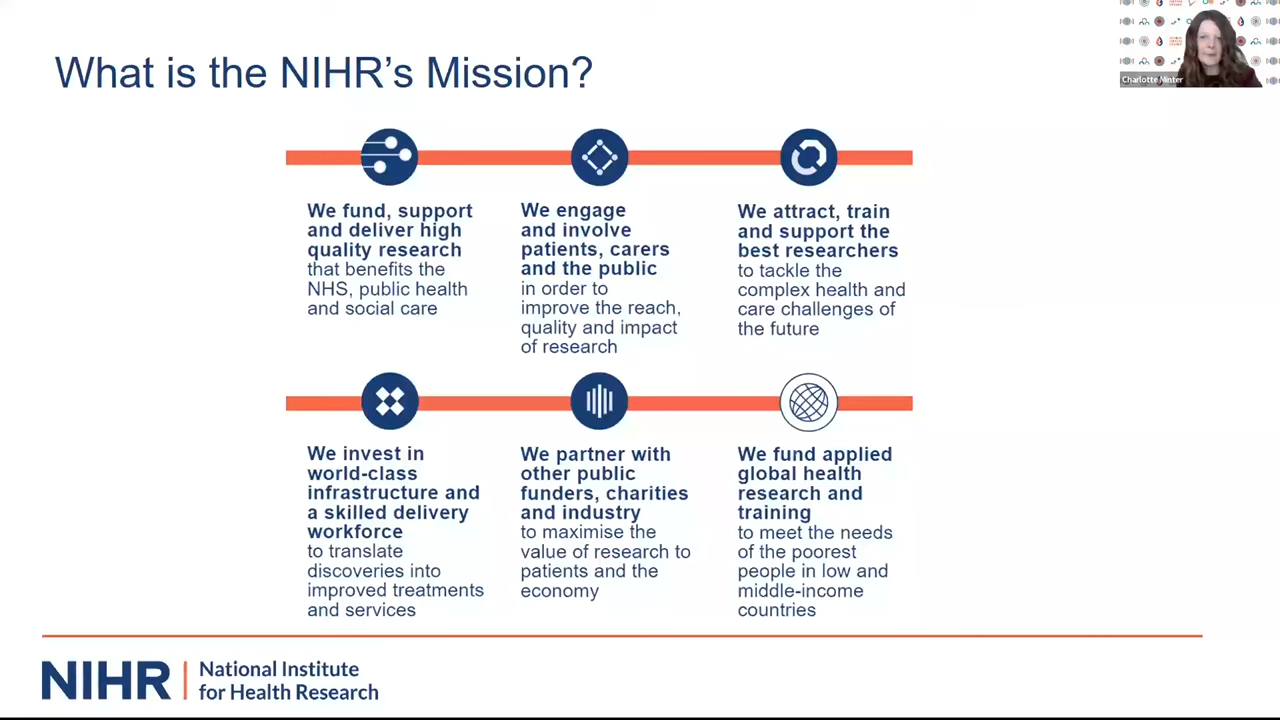 What is the NIHR's Mission?
Charlotte Minter
We fund, support
and deliver high
quality research
that benefits the
NHS, public health
and social care
We engage
and involve
patients, carers
and the public
in order to
improve the reach,
quality and impact
of research
We attract, train
and support the
best researchers
to tackle the
complex health and
care challenges of
the future
We invest in
world-class
infrastructure and
a skilled delivery
workforce
to translate
discoveries into
improved treatments
and services
We partner with
other public
funders, charities
and industry
to maximise the
value of research to
patients and the
economy
We fund applied
global health
research and
training
to meet the needs
of the poorest
people in low and
middle-income
countries
NIHR | National Institute
for Health Research